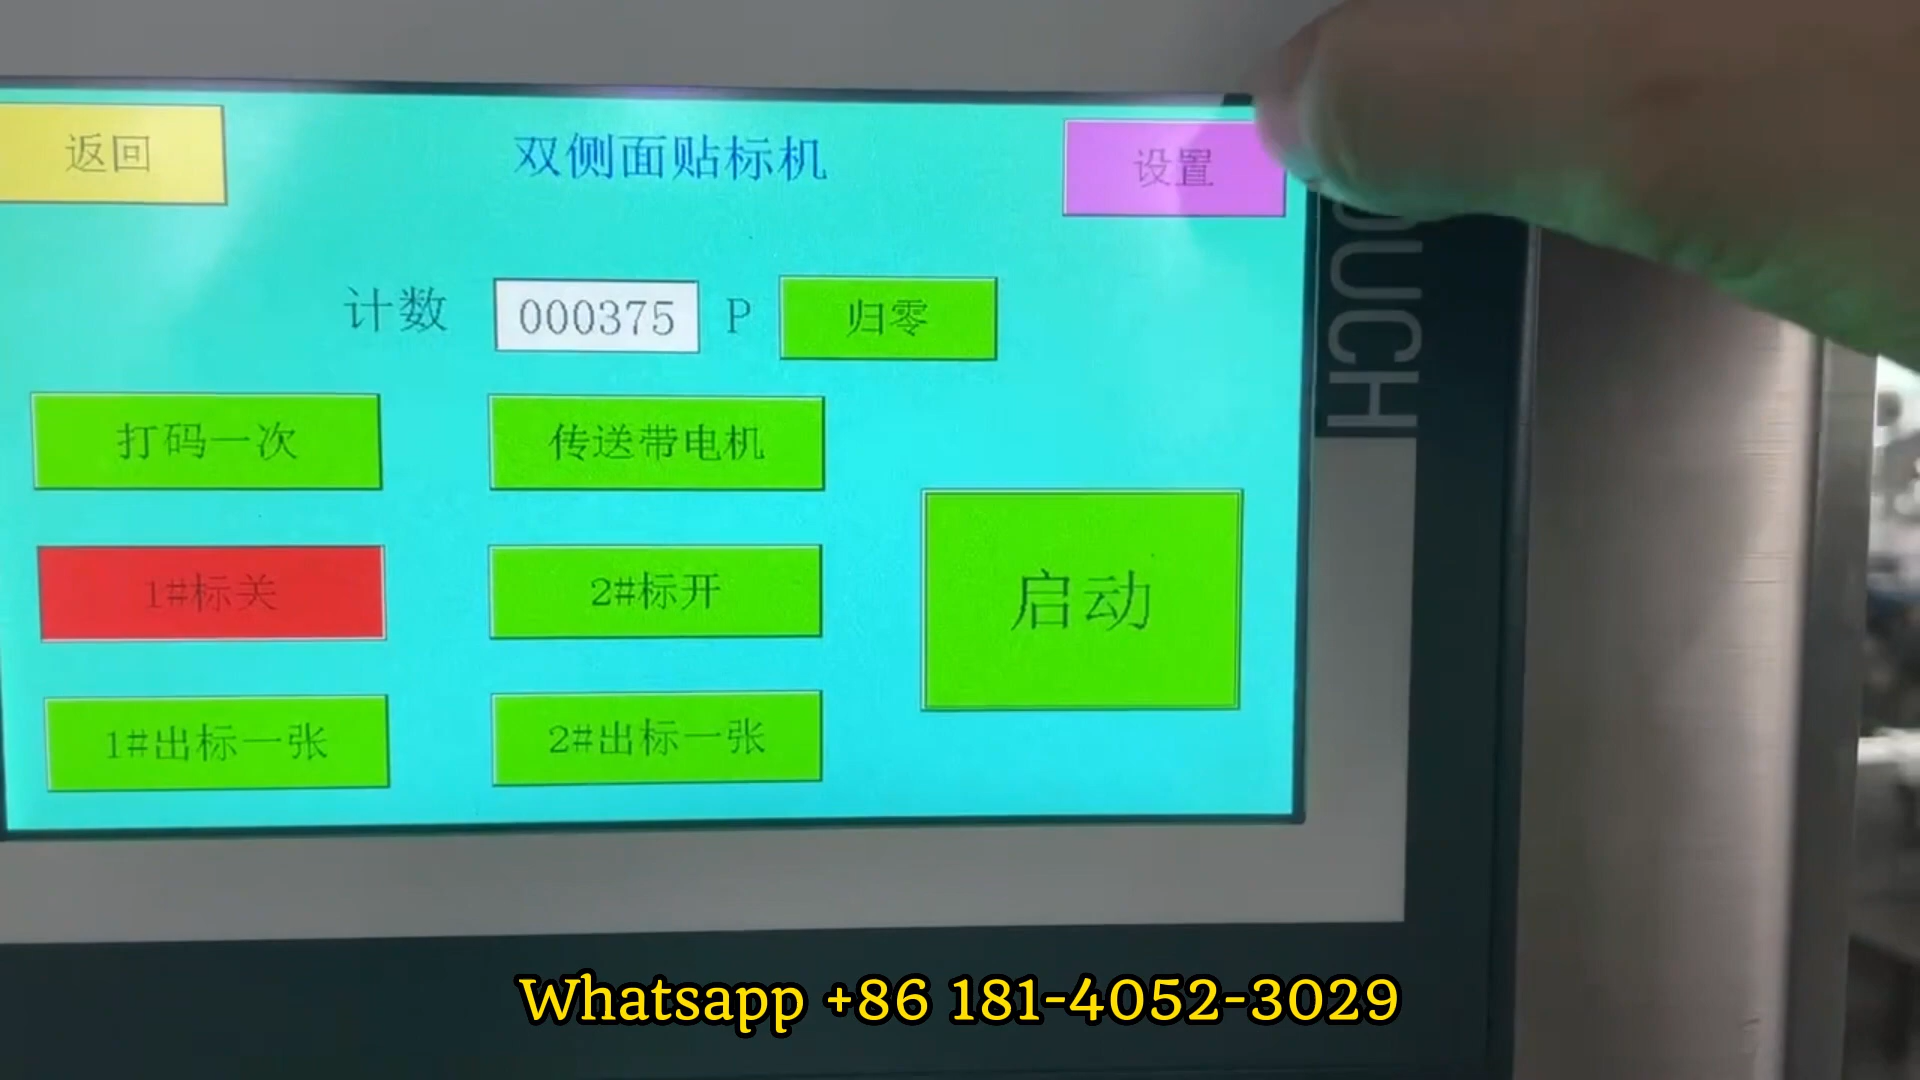 返回
双侧面贴标机
设置
计数 000375 P 归零
打码一次
传送带电机
1#标关
2#标开
启动
1#出标一张
2#出标一张
OUCH
Whatsapp +86 181-4052-3029